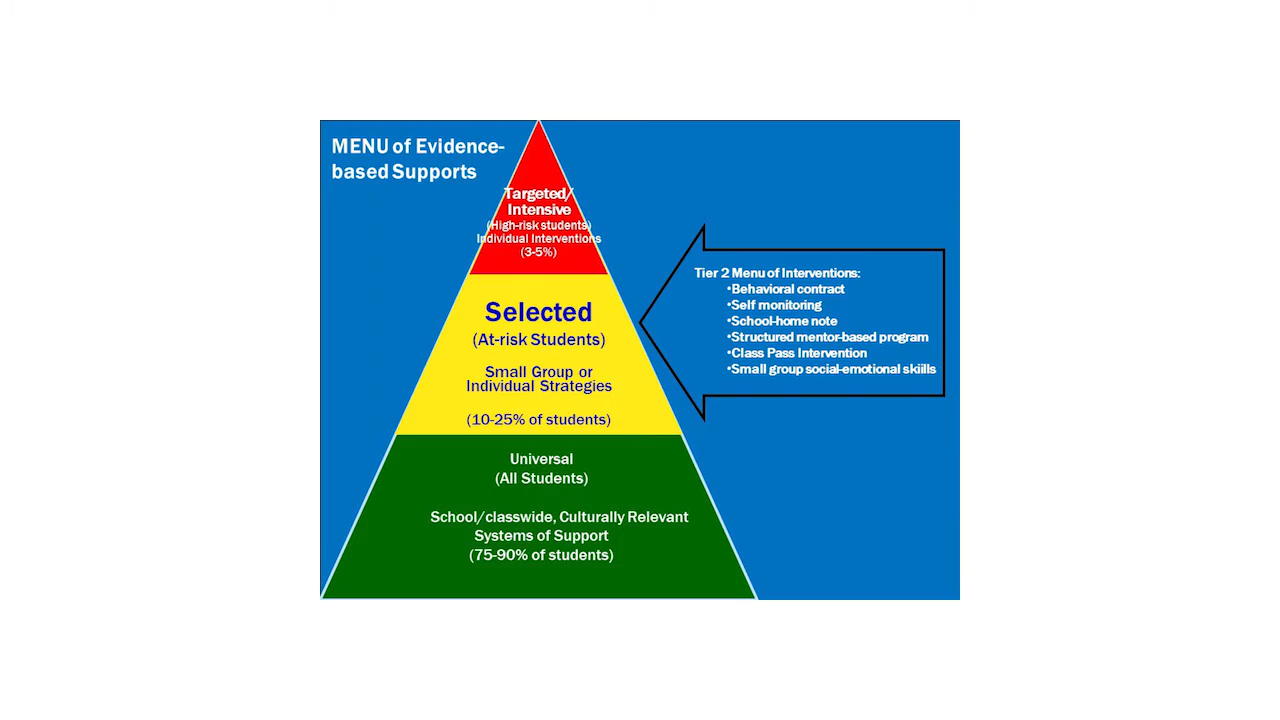 MENU of Evidence-
based Supports
Targeted/
Intensive
(High-risk students)
Individual Interventions
(3-5%)
Selected
(At-risk Students)
Small Group or
Individual Strategies
(10-25% of students)
Universal
(All Students)
School/classwide, Culturally Relevant
Systems of Support
(75-90% of students)
Tier 2 Menu of Interventions:
•Behavioral contract
•Self monitoring
•School-home note
•Structured mentor-based program
•Class Pass Intervention
•Small group social-emotional skiills